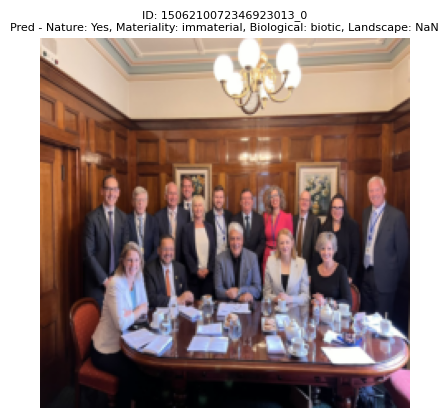 ID: 1506210072346923013_0
Pred - Nature: Yes, Materiality: immaterial, Biological: biotic, Landscape: NaN